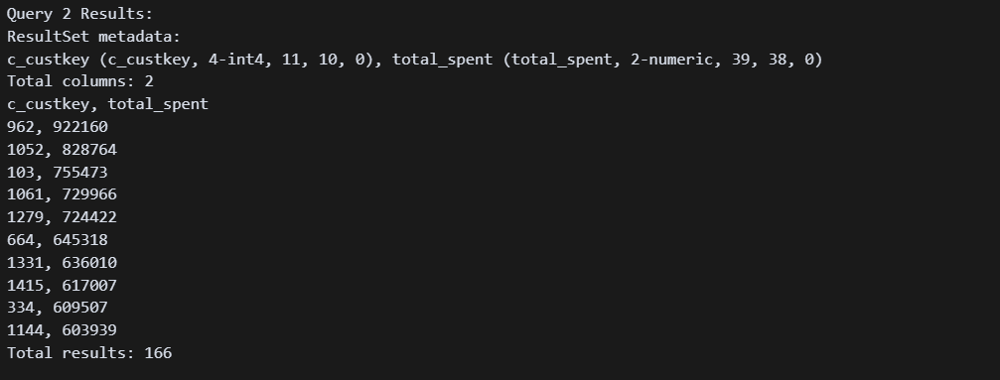 Query 2 Results:
ResultSet metadata:
c_custkey (c_custkey, 4-int4, 11, 10, 0), total_spent (total_spent, 2-numeric, 39, 38, 0)
Total columns: 2
c_custkey, total_spent
962, 922160
1052, 828764
103, 755473
1061, 729966
1279, 724422
664, 645318
1331, 636010
1415, 617007
334, 609507
1144, 603939
Total results: 166